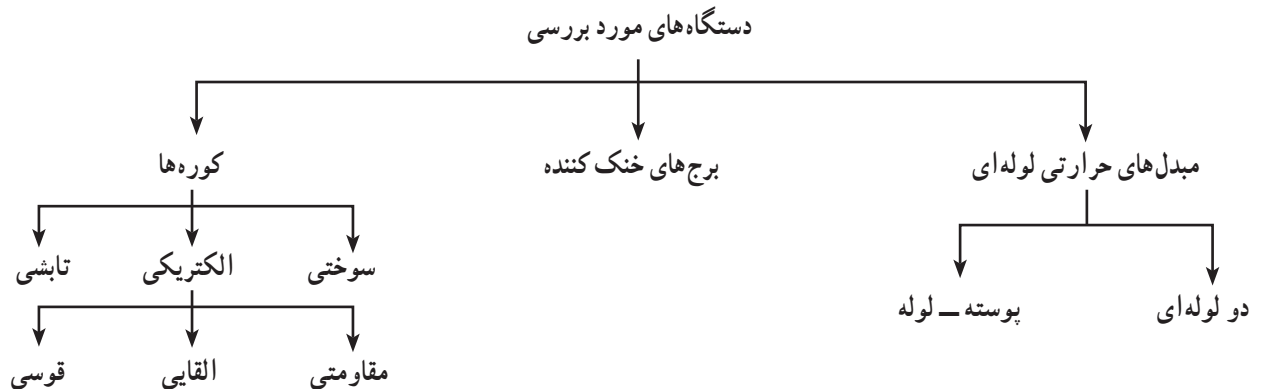 دستگاه‌های مورد بررسی
مبدل‌های حرارتی لوله‌ای
برج‌های خنک کننده
کوره‌ها
دو لوله‌ای
پوسته ــ لوله
سوختی
الکتریکی
تابشی
مقاومتی
القایی
قوسی